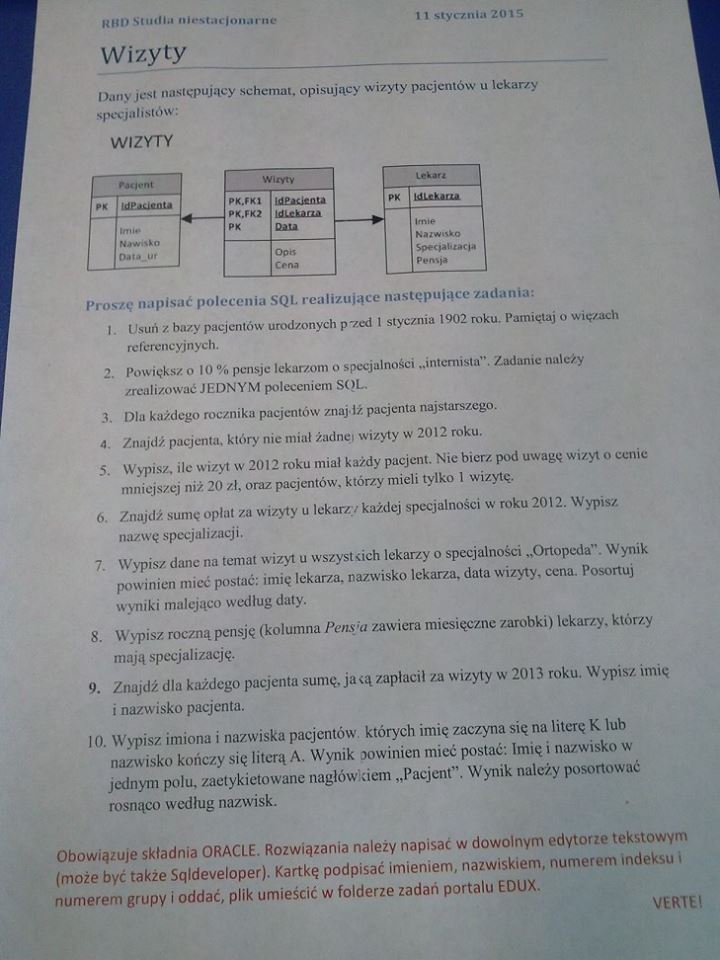 RBD Studia niestacjonarne
11 stycznia 2015
Wizyty
Dany jest następujący schemat, opisujący wizyty pacjentów u lekarzy
specjalistów:
WIZYTY
Pacjent
PK IdPacjenta
Imie
Nawisko
Data_ur
Wizyty
PK,FK1 IdPacjenta
PK,FK2 IdLekarza
PK Data
Opis
Cena
Lekarz
PK IdLekarza
Imie
Nazwisko
Specjalizacja
Pensja
Proszę napisać polecenia SQL realizujące następujące zadania:
1. Usuń z bazy pacjentów urodzonych przed 1 stycznia 1902 roku. Pamiętaj o więzach
referencyjnych.
2. Powiększ o 10 % pensje lekarzom o specjalności „internista”. Zadanie należy
zrealizować JEDNYM poleceniem SQL.
3. Dla każdego rocznika pacjentów znajdź pacjenta najstarszego.
4. Znajdź pacjenta, który nie miał żadnej wizyty w 2012 roku.
5. Wypisz, ile wizyt w 2012 roku miał każdy pacjent. Nie bierz pod uwagę wizyt o cenie
mniejszej niż 20 zł, oraz pacjentów, którzy mieli tylko 1 wizytę.
6. Znajdź sumę opłat za wizyty u lekarzy każdej specjalności w roku 2012. Wypisz
nazwę specjalizacji.
7. Wypisz dane na temat wizyt u wszystkich lekarzy o specjalności „Ortopeda”. Wynik
powinien mieć postać: imię lekarza, nazwisko lekarza, data wizyty, cena. Posortuj
wyniki malejąco według daty.
8. Wypisz roczną pensję (kolumna Pensja zawiera miesięczne zarobki) lekarzy, którzy
mają specjalizację.
9. Znajdź dla każdego pacjenta sumę, jaką zapłacił za wizyty w 2013 roku. Wypisz imię
i nazwisko pacjenta.
10. Wypisz imiona i nazwiska pacjentów, których imię zaczyna się na literę K lub
nazwisko kończy się literą A. Wynik powinien mieć postać: Imię i nazwisko w
jednym polu, zaetykietowane nagłówkiem „Pacjent”. Wynik należy posortować
rosnąco według nazwisk.
Obowiązuje składnia ORACLE. Rozwiązania należy napisać w dowolnym edytorze tekstowym
(może być także Sqldeveloper). Kartkę podpisać imieniem, nazwiskiem, numerem indeksu i
numerem grupy i oddać, plik umieścić w folderze zadań portalu EDUX.
VERTE!